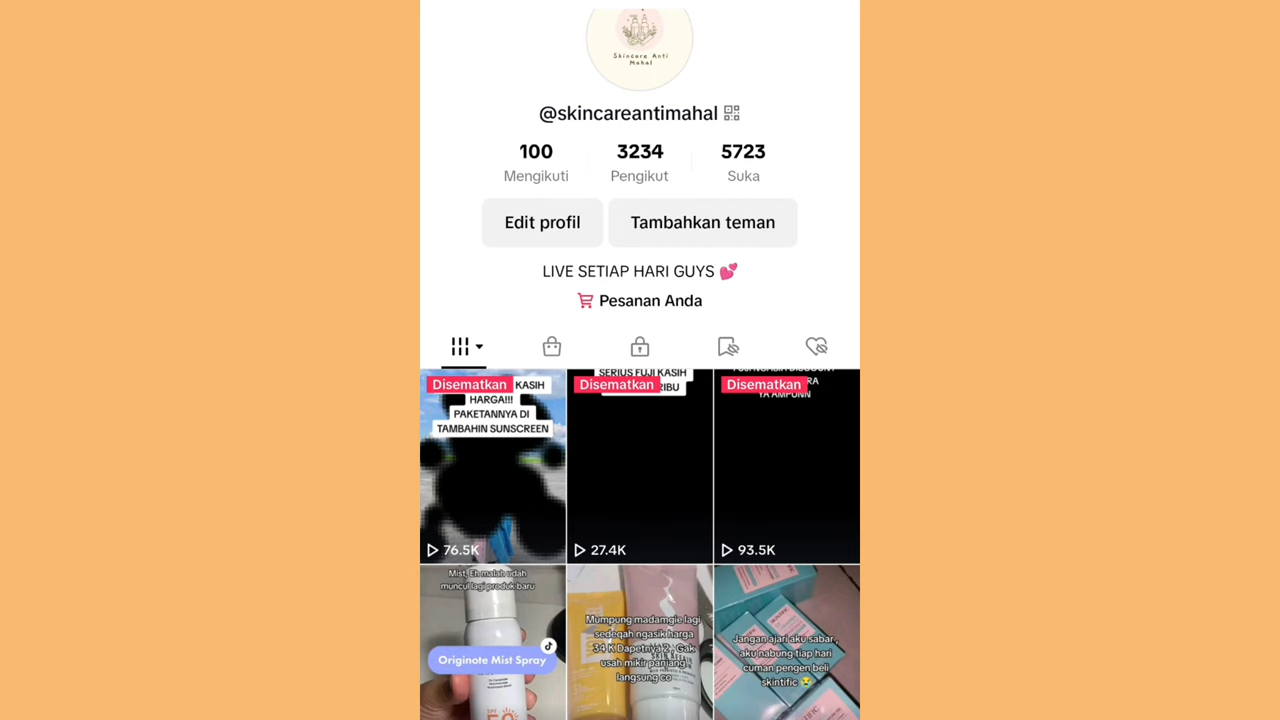 Skincare Anti
Mahal
@skincareantimahal
100
Mengikuti
3234
Pengikut
5723
Suka
Edit profil
Tambahkan teman
LIVE SETIAP HARI GUYS 💕
Pesanan Anda
Disematkan
KASIH
HARGA!!!
PAKETANNYA DI
TAMBAHIN SUNSCREEN
76.5K
SERIUS FUJI KASIH
Disematkan
RIBU
27.4K
Disematkan
RA
YA AMPUNN
93.5K
Mist, Eh malah udah
muncul lagi produk baru
Originote Mist Spray
Mumpung madamgie lagi
sedeqah ngasik harga
34 K Dapetnya 2 , Gak
usah mikir panjang
langsung co
Jangan ajari aku sabar ,
aku nabung tiap hari
cuman pengen beli
skintific 😭